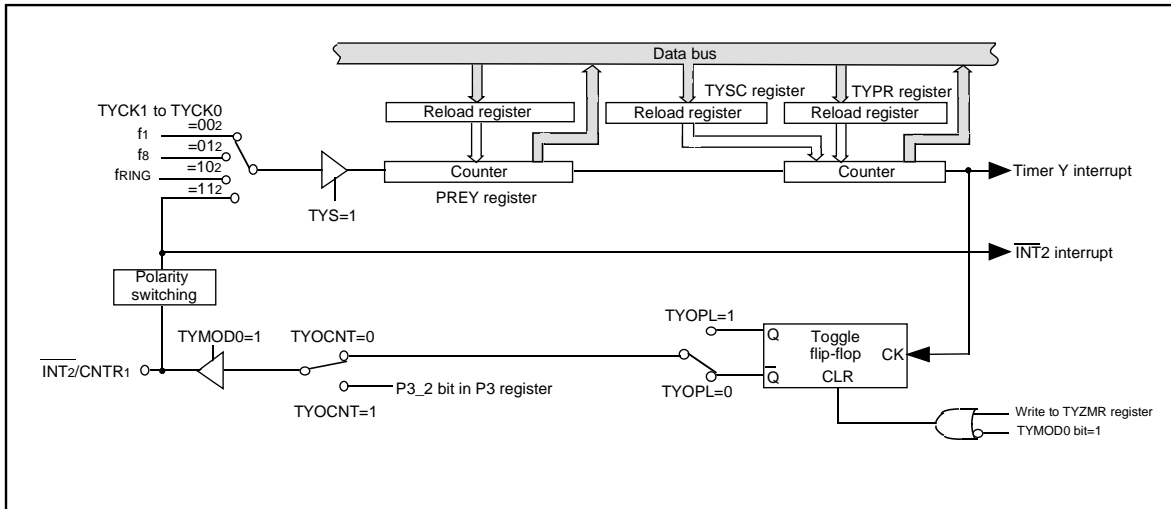 Data bus
TYSC register
TYPR register
Reload register
Reload register
Reload register
TYCK1 to TYCK0
f1
=002
f8
=012
fRING
=102
=112
TYS=1
Counter
PREY register
Counter
Timer Y interrupt
INT2 interrupt
Polarity
switching
TYMOD0=1
INT2/CNTR1
TYOCNT=0
P3_2 bit in P3 register
TYOCNT=1
TYOPL=1
TYOPL=0
Q
Toggle
flip-flop
CK
Q
CLR
Write to TYZMR register
TYMOD0 bit=1